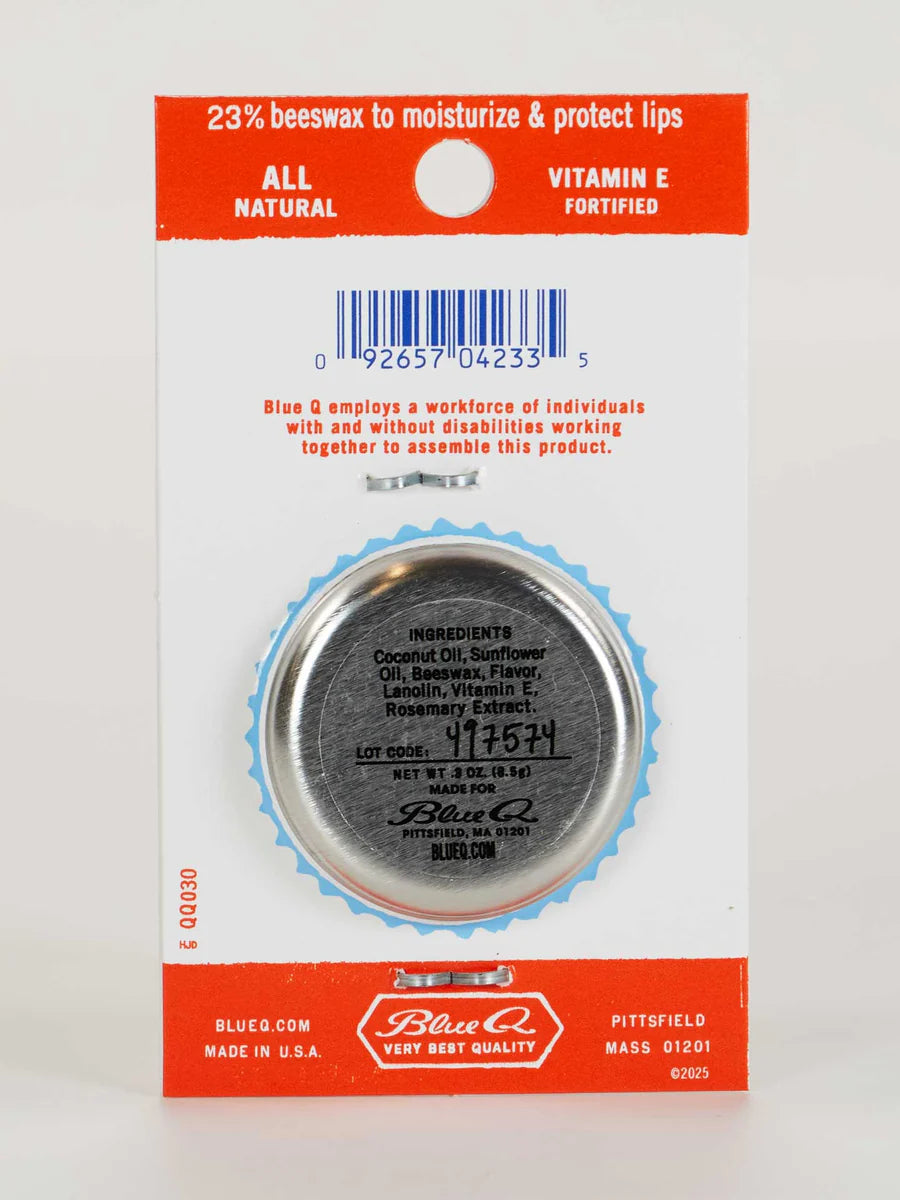 23% beeswax to moisturize & protect lips
ALL
NATURAL
VITAMIN E
FORTIFIED
0 92657 04233 5
Blue Q employs a workforce of individuals
with and without disabilities working
together to assemble this product.
INGREDIENTS
Coconut Oil, Sunflower
Oil, Beeswax, Flavor,
Lanolin, Vitamin E,
Rosemary Extract.
LOT CODE: 497574
NET WT .3 OZ. (8.5g)
MADE FOR
Blue Q
PITTSFIELD, MA 01201
BLUEQ.COM
QQ030
HJD
BLUEQ.COM
MADE IN U.S.A.
Blue Q
VERY BEST QUALITY
PITTSFIELD
MASS 01201
©2025